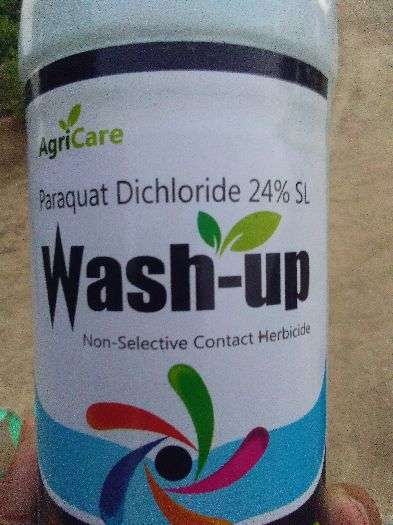 AgriCare
Paraquat Dichloride 24% SL
Wash-up
Non-Selective Contact Herbicide